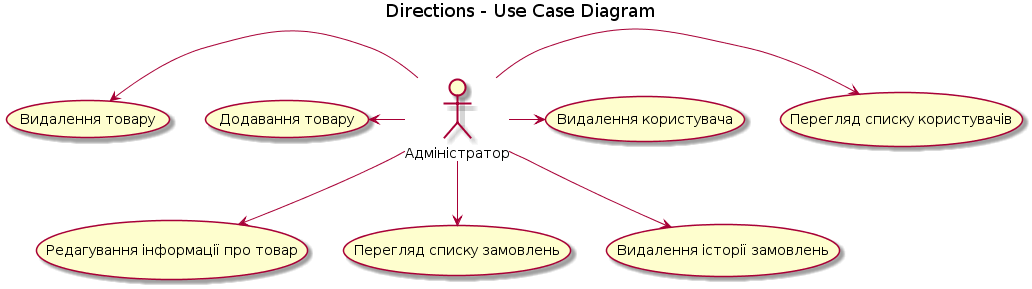 Directions - Use Case Diagram
Видалення товару
Додавання товару
Адміністратор
Видалення користувача
Перегляд списку користувачів
Редагування інформації про товар
Перегляд списку замовлень
Видалення історії замовлень